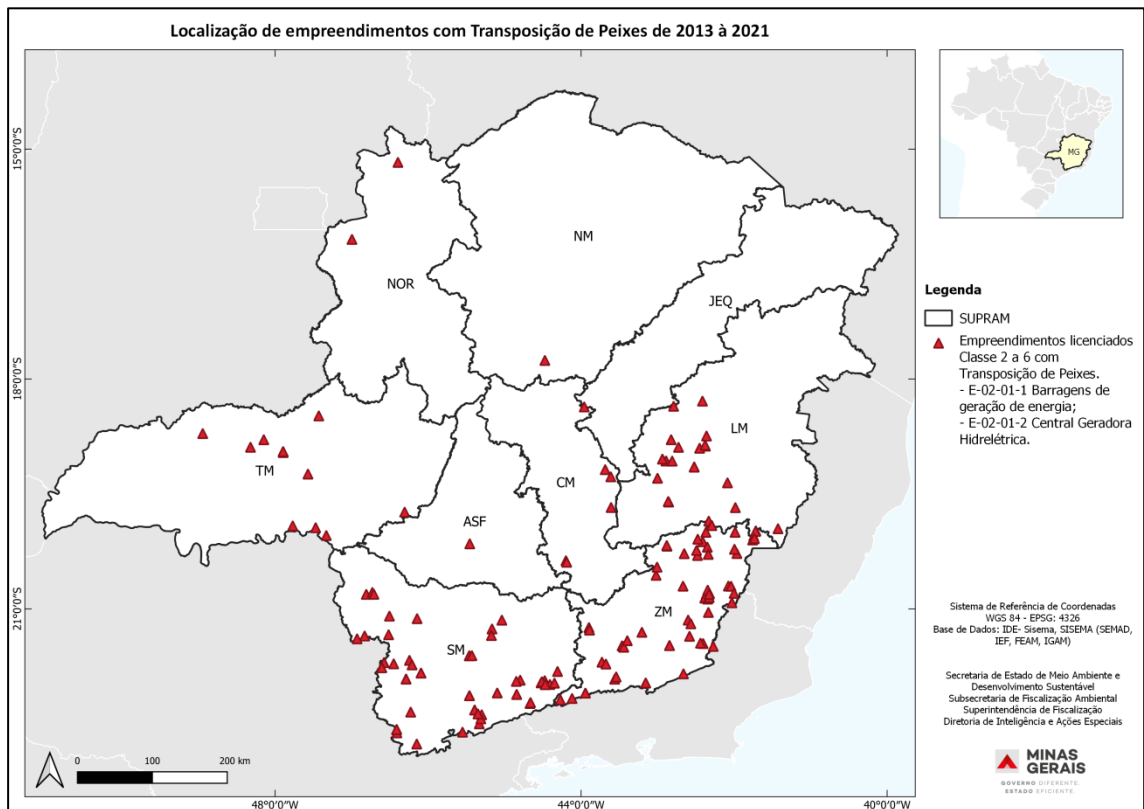 Localização de empreendimentos com Transposição de Peixes de 2013 à 2021
15°0'0"S
18°0'0"S
21°0'0"S
NOR
NM
JEQ
TM
ASF
CM
LM
SM
ZM
0 100 200 km
48°0'0"W
44°0'0"W
40°0'0"W
MG
Legenda
SUPRAM
Empreendimentos licenciados
Classe 2 a 6 com
Transposição de Peixes.
- E-02-01-1 Barragens de
geração de energia;
- E-02-01-2 Central Geradora
Hidrelétrica.
Sistema de Referência de Coordenadas
WGS 84 - EPSG: 4326
Base de Dados: IDE- Sisema, SISEMA (SEMAD,
IEF, FEAM, IGAM)
Secretaria de Estado de Meio Ambiente e
Desenvolvimento Sustentável
Subsecretaria de Fiscalização Ambiental
Superintendência de Fiscalização
Diretoria de Inteligência e Ações Especiais
MINAS
GERAIS
GOVERNO DIFERENTE.
ESTADO EFICIENTE.